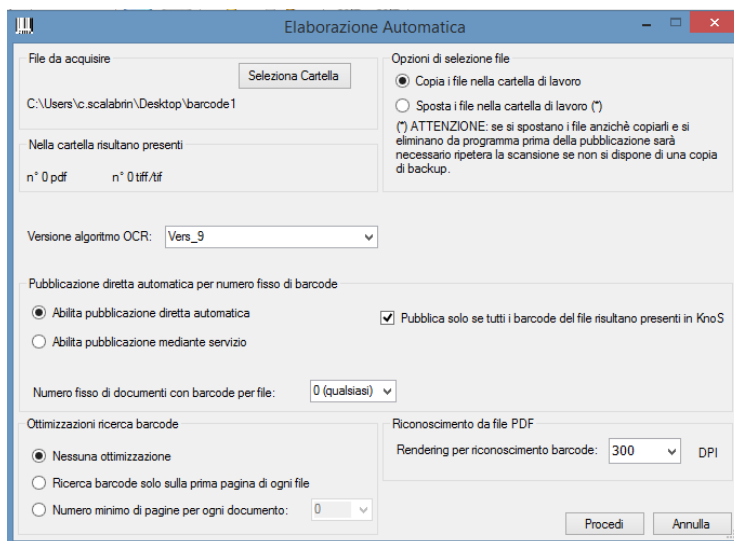 Elaborazione Automatica
File da acquisire
Seleziona Cartella
C:\Users\c.scalabrin\Desktop\barcode1
Nella cartella risultano presenti
n° 0 pdf n° 0 tiff/tif
Opzioni di selezione file
Copia i file nella cartella di lavoro
Sposta i file nella cartella di lavoro (*)
(*) ATTENZIONE: se si spostano i file anzichè copiarli e si
eliminano da programma prima della pubblicazione sarà
necessario ripetera la scansione se non si dispone di una copia
di backup.
Versione algoritmo OCR: Vers_9
Pubblicazione diretta automatica per numero fisso di barcode
Abilita pubblicazione diretta automatica
Abilita pubblicazione mediante servizio
Pubblica solo se tutti i barcode del file risultano presenti in KnoS
Numero fisso di documenti con barcode per file: 0 (qualsiasi)
Ottimizzazioni ricerca barcode
Nessuna ottimizzazione
Ricerca barcode solo sulla prima pagina di ogni file
Numero minimo di pagine per ogni documento: 0
Riconoscimento da file PDF
Rendering per riconoscimento barcode: 300 DPI
Procedi Annulla